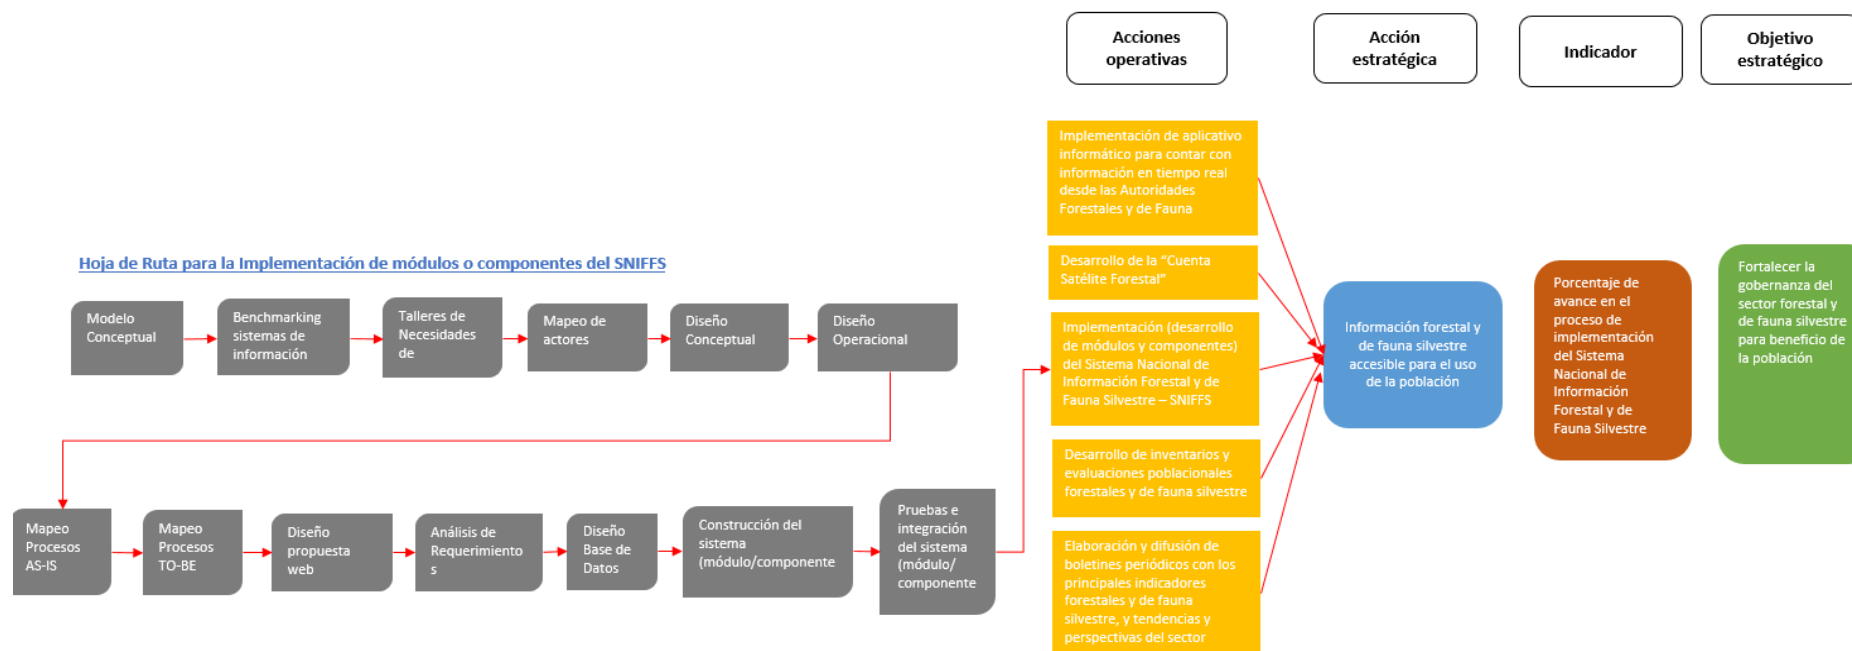 Acciones
operativas
Acción
estratégica
Indicador
Objetivo
estratégico
Implementación de aplicativo
informático para contar con
información en tiempo real
desde las Autoridades
Forestales y de Fauna
Desarrollo de la “Cuenta
Satélite Forestal”
Implementación (desarrollo
de módulos y componentes)
del Sistema Nacional de
Información Forestal y de
Fauna Silvestre – SNIFFS
Desarrollo de inventarios y
evaluaciones poblacionales
forestales y de fauna silvestre
Elaboración y difusión de
boletines periódicos con los
principales indicadores
forestales y de fauna
silvestre, y tendencias y
perspectivas del sector
Información forestal y
de fauna silvestre
accesible para el uso
de la población
Porcentaje de
avance en el
proceso de
implementación
del Sistema
Nacional de
Información
Forestal y de
Fauna Silvestre
Fortalecer la
gobernanza del
sector forestal y
de fauna silvestre
para beneficio de
la población
Hoja de Ruta para la Implementación de módulos o componentes del SNIFFS
Modelo
Conceptual
Benchmarking
sistemas de
información
Talleres de
Necesidades
de
Mapeo de
actores
Diseño
Conceptual
Diseño
Operacional
Mapeo
Procesos
AS-IS
Mapeo
Procesos
TO-BE
Diseño
propuesta
web
Análisis de
Requerimiento
s
Diseño
Base de
Datos
Construcción del
sistema
(módulo/componente
Pruebas e
integración
del sistema
(módulo/
componente